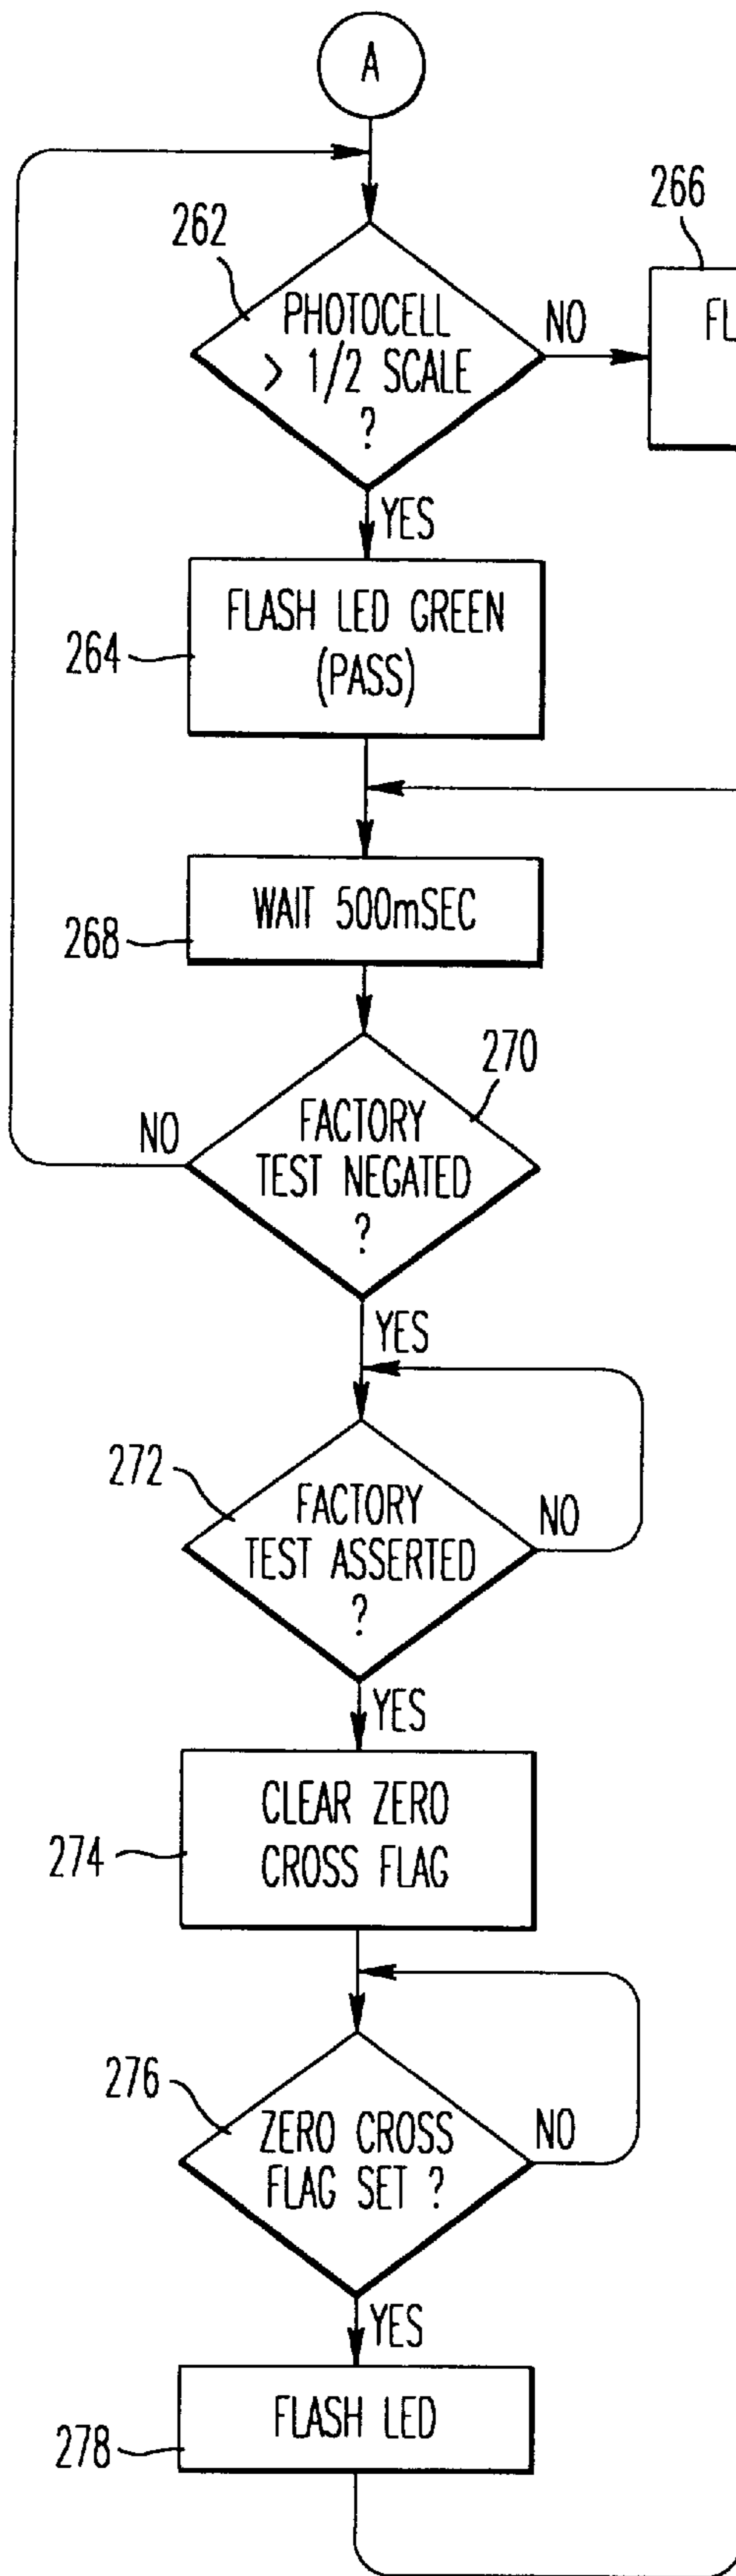 A
262
PHOTOCELL
> 1/2 SCALE
?
NO
266
YES
FLASH LED GREEN
(PASS)
264
WAIT 500mSEC
268
270
FACTORY
TEST NEGATED
?
NO
YES
272
FACTORY
TEST ASSERTED
?
NO
YES
CLEAR ZERO
CROSS FLAG
274
276
ZERO CROSS
FLAG SET ?
NO
YES
FLASH LED
278